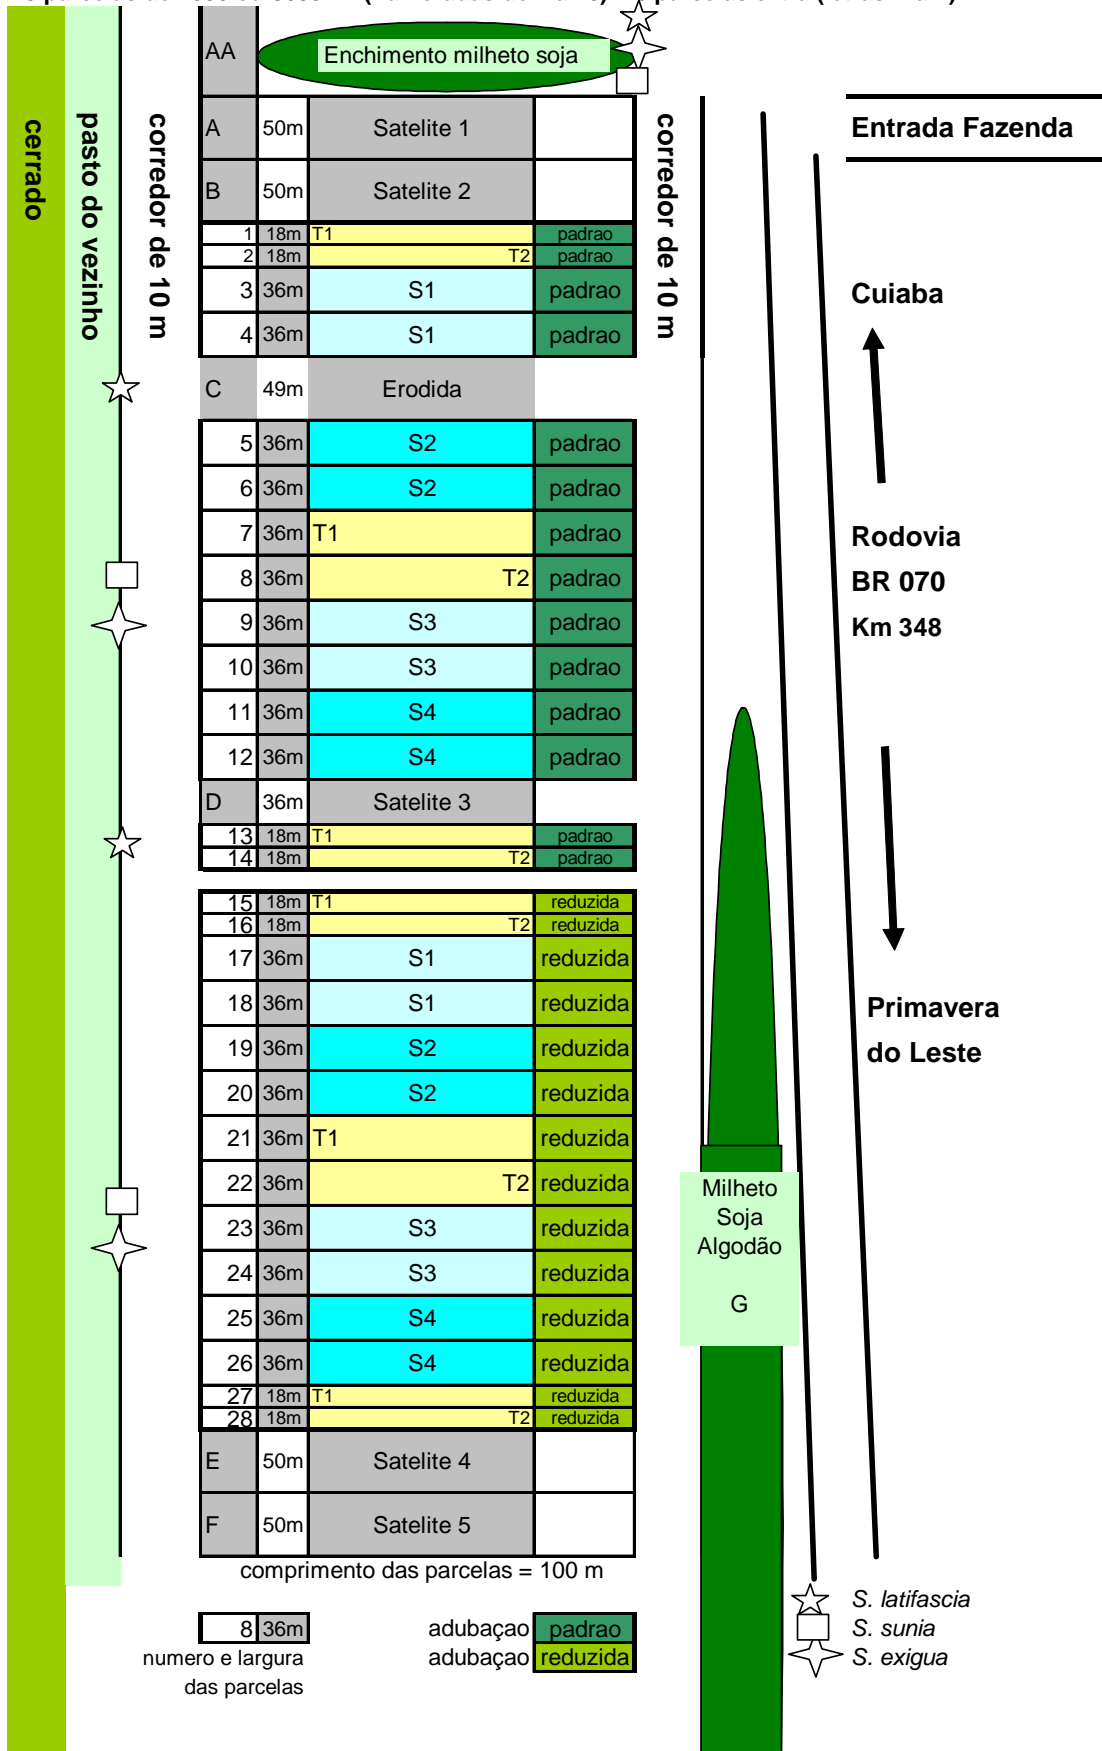 AA
Enchimento milheto soja
cerrado
pasto do vezinho
corredor de 10 m
corredor de 10 m
A 50m Satelite 1
B 50m Satelite 2
1 18m T1 padrao
2 18m T2 padrao
3 36m S1 padrao
4 36m S1 padrao
C 49m Erodida
5 36m S2 padrao
6 36m S2 padrao
7 36m T1 padrao
8 36m T2 padrao
9 36m S3 padrao
10 36m S3 padrao
11 36m S4 padrao
12 36m S4 padrao
D 36m Satelite 3
13 18m T1 padrao
14 18m T2 padrao
15 18m T1 reduzida
16 18m T2 reduzida
17 36m S1 reduzida
18 36m S1 reduzida
19 36m S2 reduzida
20 36m S2 reduzida
21 36m T1 reduzida
22 36m T2 reduzida
23 36m S3 reduzida
24 36m S3 reduzida
25 36m S4 reduzida
26 36m S4 reduzida
27 18m T1 reduzida
28 18m T2 reduzida
E 50m Satelite 4
F 50m Satelite 5
comprimento das parcelas = 100 m
8 36m
numero e largura
das parcelas
adubaçao padrao
adubaçao reduzida
Entrada Fazenda
Cuiaba
Rodovia
BR 070
Km 348
Primavera
do Leste
Milheto
Soja
Algodão
G
S. latifascia
S. sunia
S. exigua